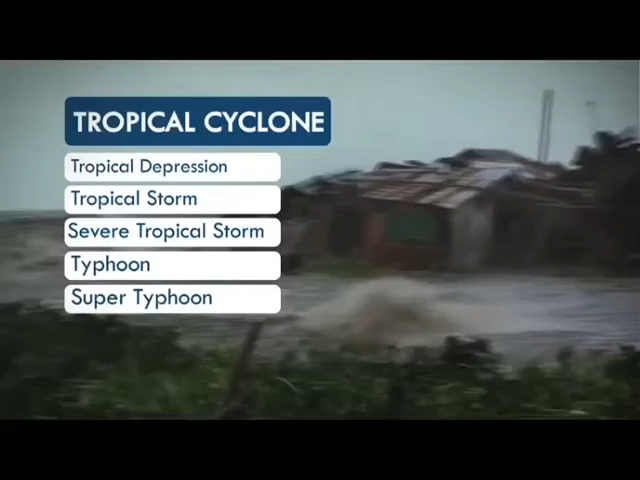 TROPICAL CYCLONE
Tropical Depression
Tropical Storm
Severe Tropical Storm
Typhoon
Super Typhoon